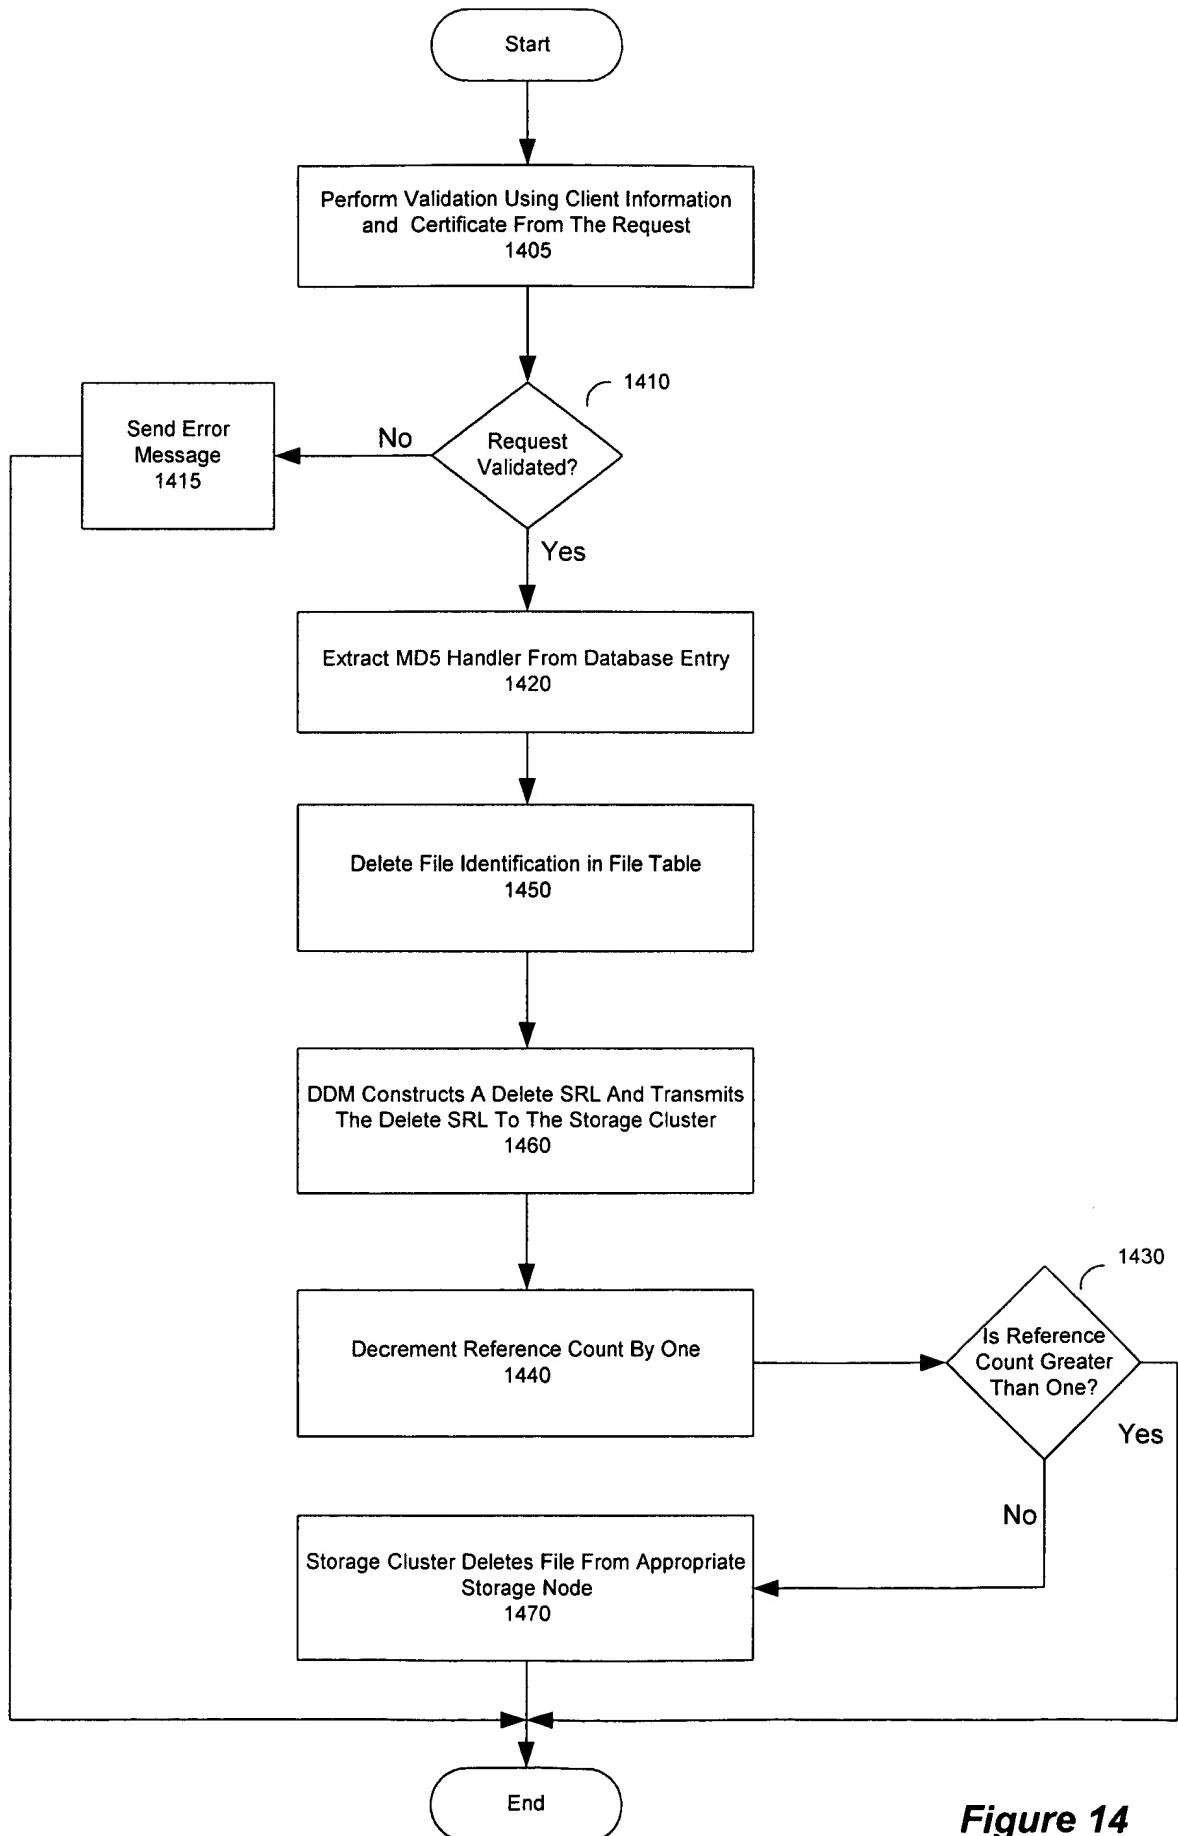 Start
Perform Validation Using Client Information
and Certificate From The Request
1405
1410
Request
Validated?
No
Send Error
Message
1415
Yes
Extract MD5 Handler From Database Entry
1420
Delete File Identification in File Table
1450
DDM Constructs A Delete SRL And Transmits
The Delete SRL To The Storage Cluster
1460
Decrement Reference Count By One
1440
1430
Is Reference
Count Greater
Than One?
Yes
No
Storage Cluster Deletes File From Appropriate
Storage Node
1470
End
Figure 14